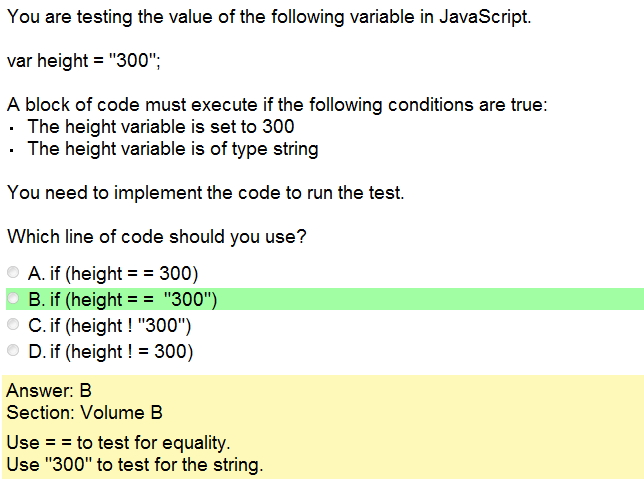 You are testing the value of the following variable in JavaScript.
var height = "300";
A block of code must execute if the following conditions are true:
· The height variable is set to 300
· The height variable is of type string
You need to implement the code to run the test.
Which line of code should you use?
A. if (height = = 300)
B. if (height = = "300")
C. if (height ! "300")
D. if (height ! = 300)
Answer: B
Section: Volume B
Use = = to test for equality.
Use "300" to test for the string.